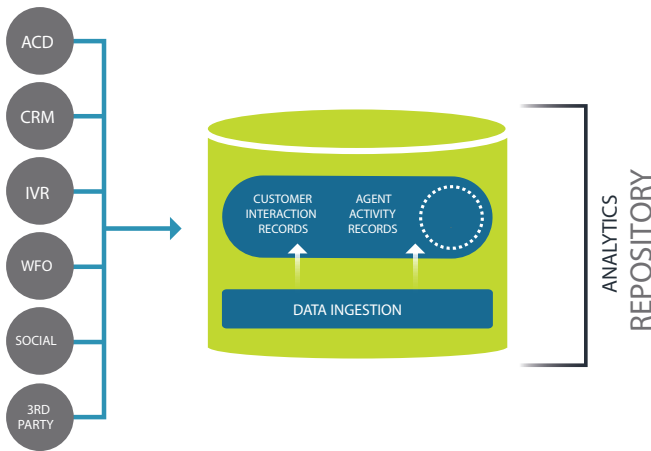 ACD
CRM
IVR
WFO
SOCIAL
3RD
PARTY
CUSTOMER
INTERACTION
RECORDS
AGENT
ACTIVITY
RECORDS
DATA INGESTION
ANALYTICS
REPOSITORY